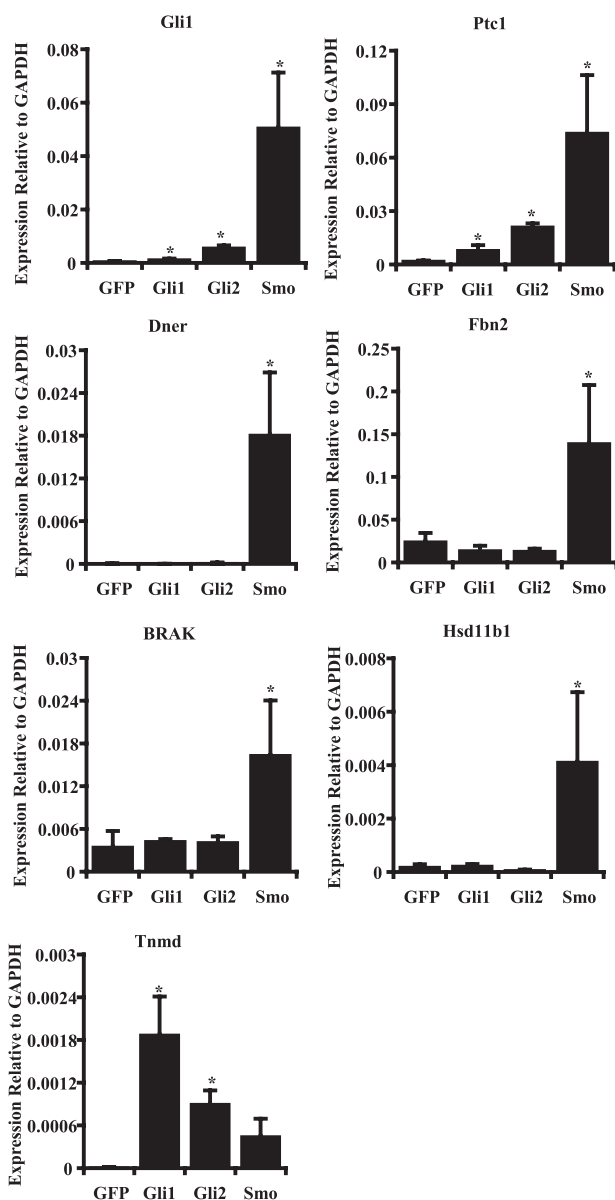 Gli1
Expression Relative to GAPDH
0.08
0.06
0.04
0.02
0
*
*
*
GFP Gli1 Gli2 Smo
Ptc1
Expression Relative to GAPDH
0.12
0.09
0.06
0.03
0
*
*
*
GFP Gli1 Gli2 Smo
Dner
Expression Relative to GAPDH
0.03
0.024
0.018
0.012
0.006
0
*
GFP Gli1 Gli2 Smo
Fbn2
Expression Relative to GAPDH
0.25
0.2
0.15
0.1
0.05
0
*
GFP Gli1 Gli2 Smo
BRAK
Expression Relative to GAPDH
0.03
0.024
0.018
0.012
0.006
0
*
GFP Gli1 Gli2 Smo
Hsd11b1
Expression Relative to GAPDH
0.008
0.006
0.004
0.002
0
*
GFP Gli1 Gli2 Smo
Tnmd
Expression Relative to GAPDH
0.003
0.0024
0.0018
0.0012
0.0006
0
*
*
GFP Gli1 Gli2 Smo